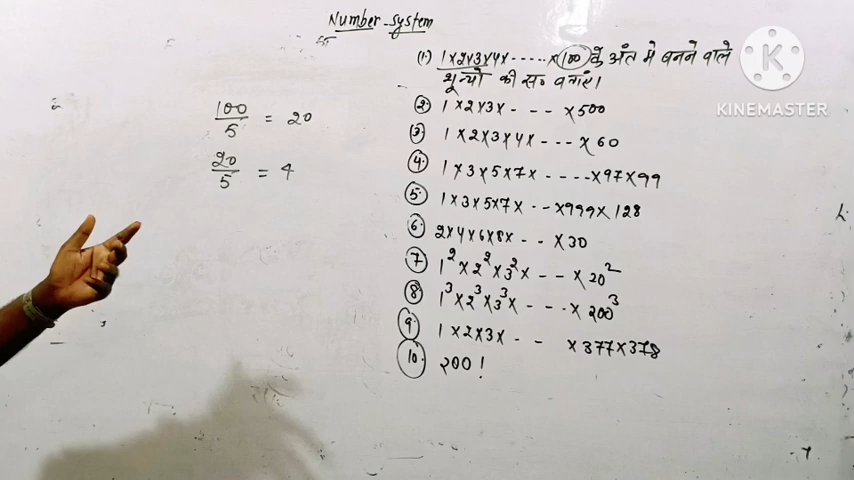 Number-system
(1.) 1×2×3×4×.....×100 के अंत मे बनने वाले
शून्यो की सं० बताएं।
(2.) 1×2×3×. - - - ×500
(3.) 1×2×3×4×- ... ×60
(4.) 1×3×5×7×. - ...×97×99
(5.) 1×3×5×7×. - -×999×128
(6.) 2×4×6×8×. . - ×30
(7.) 1²×2²×3²×- - . ×20²
(8.) 1³×2³×3³×. - - . ×200³
(9.) 1×2×3×. . - - ×377×378
(10.) 200!
100/5 = 20
20/5 = 4
KINEMASTER